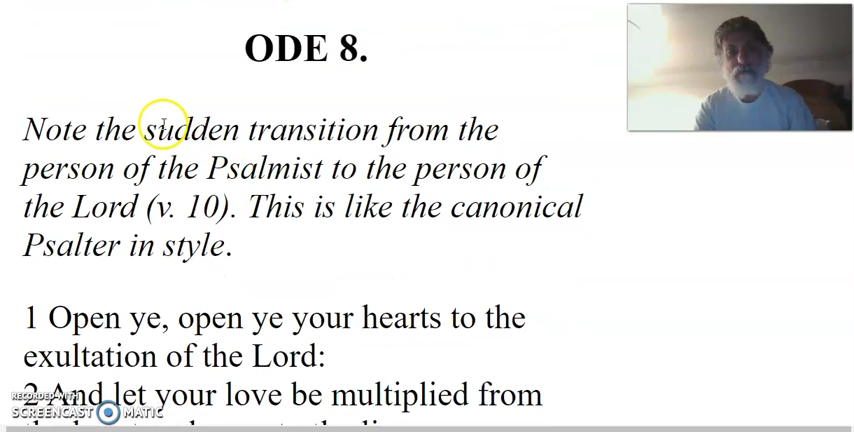 ODE 8.
Note the sudden transition from the
person of the Psalmist to the person of
the Lord (v. 10). This is like the canonical
Psalter in style.
1 Open ye, open ye your hearts to the
exultation of the Lord:
2 And let your love be multiplied from
RECORDED WITH
SCREENCAST MATIC